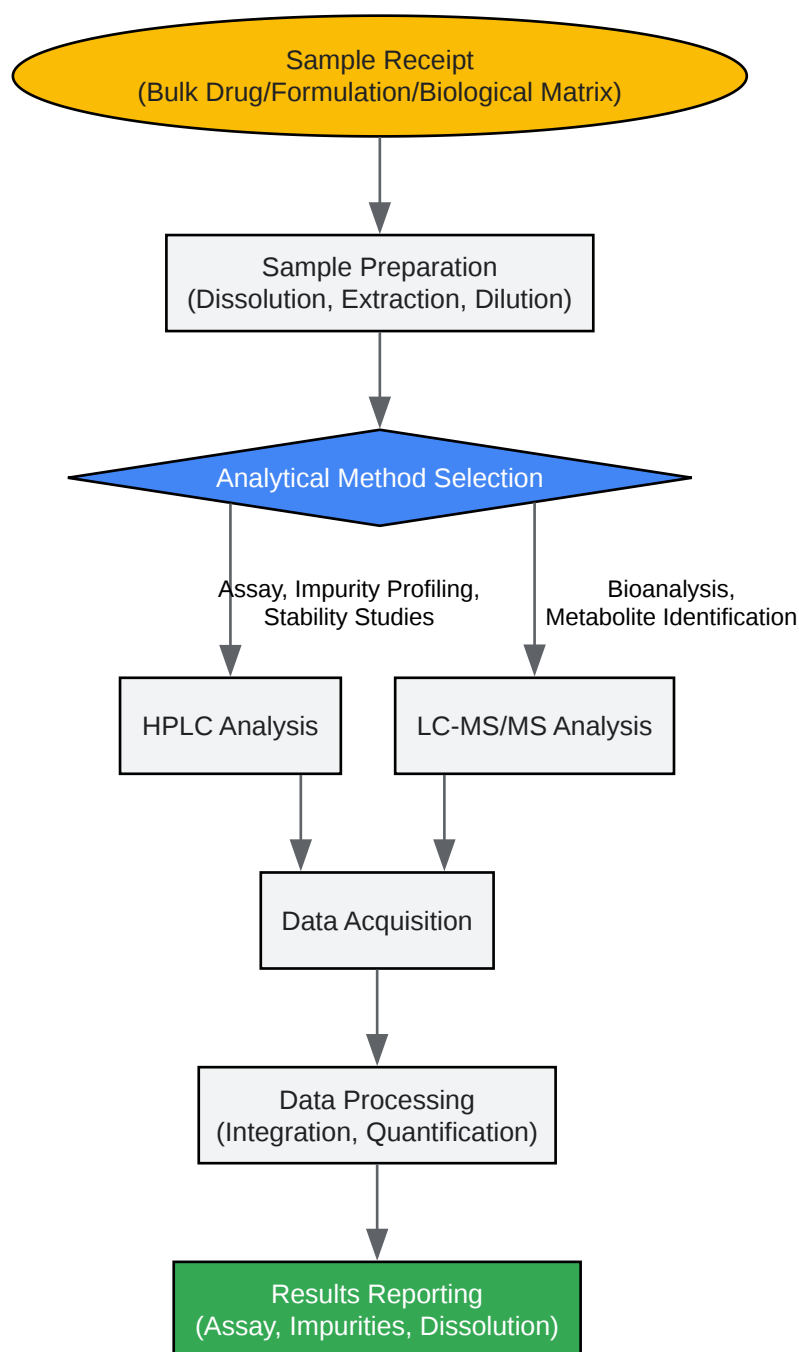 Sample Receipt
(Bulk Drug/Formulation/Biological Matrix)
Sample Preparation
(Dissolution, Extraction, Dilution)
Analytical Method Selection
Assay, Impurity Profiling,
Stability Studies
Bioanalysis,
Metabolite Identification
HPLC Analysis
LC-MS/MS Analysis
Data Acquisition
Data Processing
(Integration, Quantification)
Results Reporting
(Assay, Impurities, Dissolution)